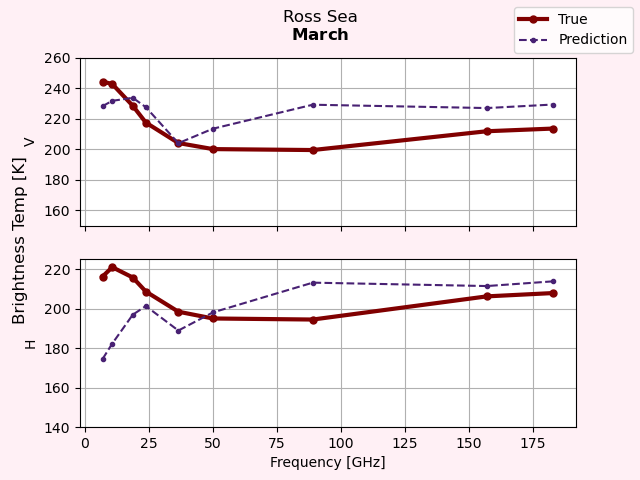 Ross Sea
March
True
Prediction
Brightness Temp [K]
V
260
240
220
200
180
160
H
220
200
180
160
140
0 25 50 75 100 125 150 175
Frequency [GHz]